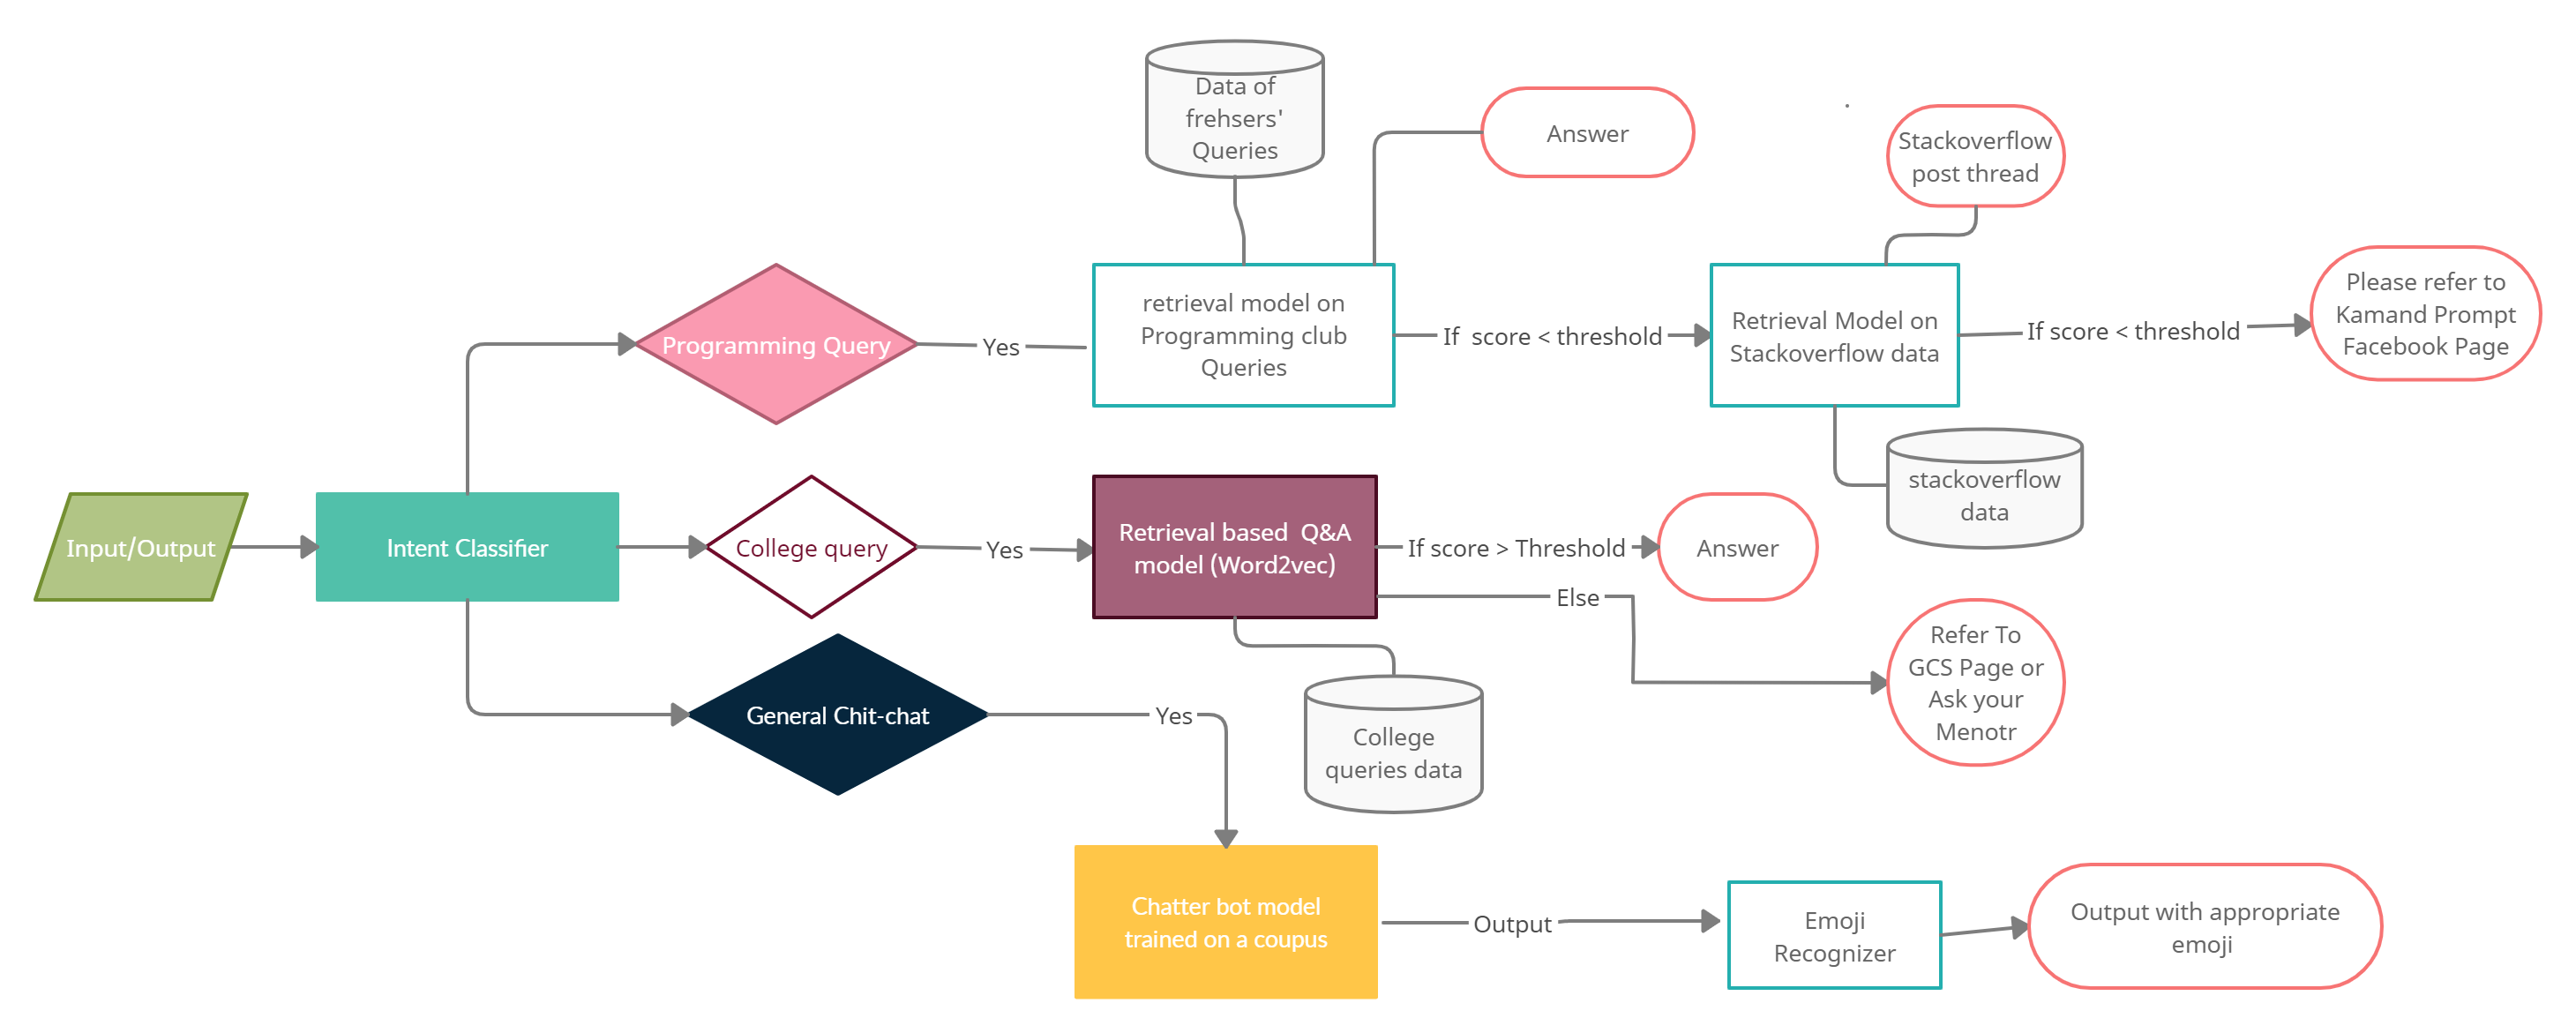 Data of
frehsers'
Queries
Answer
Stackoverflow
post thread
Programming Query
Yes
retrieval model on
Programming club
Queries
If  score < threshold
Retrieval Model on
Stackoverflow data
If score < threshold
Please refer to
Kamand Prompt
Facebook Page
stackoverflow
data
Input/Output
Intent Classifier
College query
Yes
Retrieval based  Q&A
model (Word2vec)
If score > Threshold
Answer
Else
Refer To
GCS Page or
Ask your
Menotr
College
queries data
General Chit-chat
Yes
Chatter bot model
trained on a coupus
Output
Emoji
Recognizer
Output with appropriate
emoji